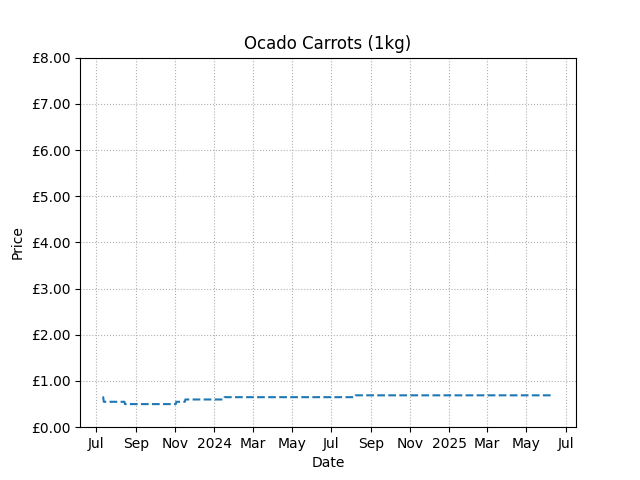 Ocado Carrots (1kg)
£8.00
£7.00
£6.00
£5.00
£4.00
£3.00
£2.00
£1.00
£0.00
Price
Jul Sep Nov 2024 Mar May Jul Sep Nov 2025 Mar May Jul
Date